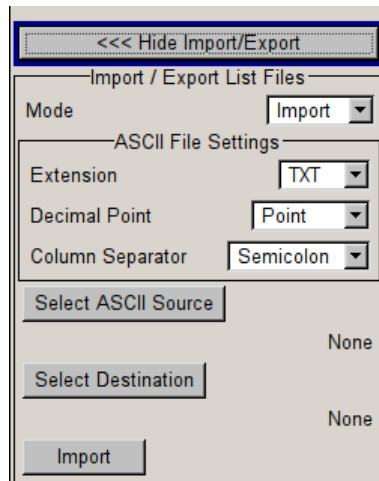 <<< Hide Import/Export
Import / Export List Files
Mode Import
ASCII File Settings
Extension TXT
Decimal Point Point
Column Separator Semicolon
Select ASCII Source
None
Select Destination
None
Import